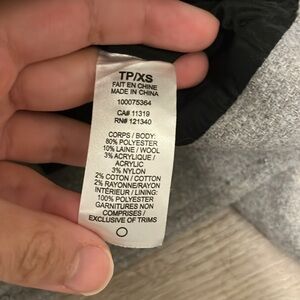 TP/XS
FAIT EN CHINE
MADE IN CHINA
100075364
CA# 11319
RN# 121340
CORPS / BODY:
80% POLYESTER
10% LAINE / WOOL
3% ACRYLIQUE /
ACRYLIC
3% NYLON
2% COTON / COTTON
2% RAYONNE/RAYON
INTÉRIEUR / LINING:
100% POLYESTER
GARNITURES NON
COMPRISES /
EXCLUSIVE OF TRIMS